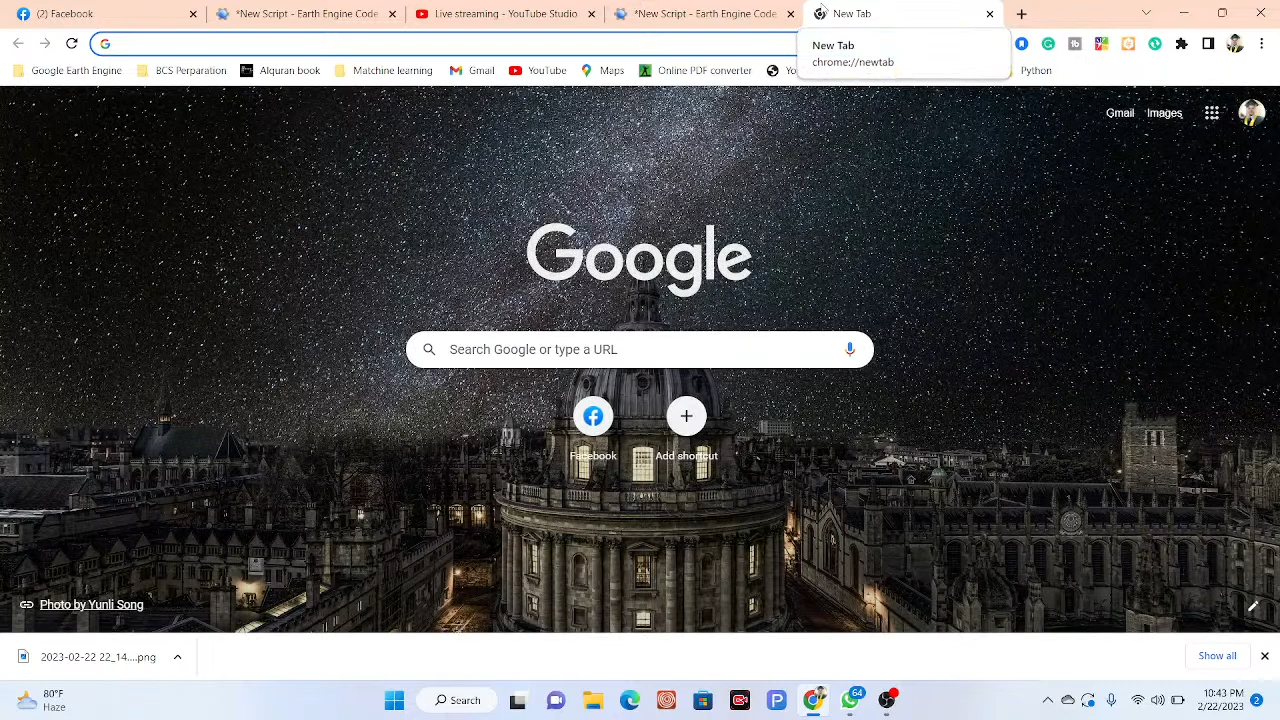 (2) Facebook
*New Script - Earth Engine Code
Live streaming - YouTube Studio
*New Script - Earth Engine Code
New Tab
New Tab
chrome://newtab
Google Earth Engine
BCS Preparation
Alquran book
Matchine learning
Gmail
YouTube
Maps
Online PDF converter
Yo
Python
Gmail
Images
Google
Search Google or type a URL
Facebook
Add shortcut
Photo by Yunli Song
2023-02-22 22_14....png
Show all
80°F
Haze
Search
64
10:43 PM
2/22/2023
2